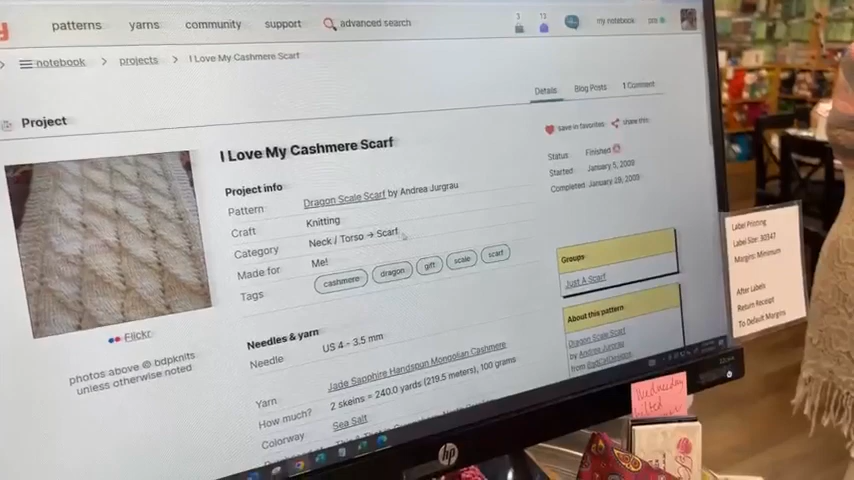 patterns yarns community support advanced search
3 13 my notebook
notebook > projects > I Love My Cashmere Scarf
Details Blog Posts 1 Comment
Project
I Love My Cashmere Scarf
save in favorites share this
Project info
Pattern Dragon Scale Scarf by Andrea Jurgrau
Craft Knitting
Category Neck / Torso → Scarf
Made for Me!
Tags cashmere dragon gift scale scarf
Status: Finished
Started: January 5, 2009
Completed: January 2009
Groups
Just A Scarf
About this pattern
Dragon Scale Scarf
by Andrea Jurgrau
from BadCatDesigns
Flickr
photos above © bdpknits
unless otherwise noted
Needles & yarn
Needle US 4 - 3.5 mm
Yarn Jade Sapphire Handspun Mongolian Cashmere
How much? 2 skeins = 240.0 yards (219.5 meters), 100 grams
Colorway Sea Salt
hp
Label Printing
Label Size: 30347
Margins: Minimum
After Labels
Return Receipt
To Default Margins
Wednesday